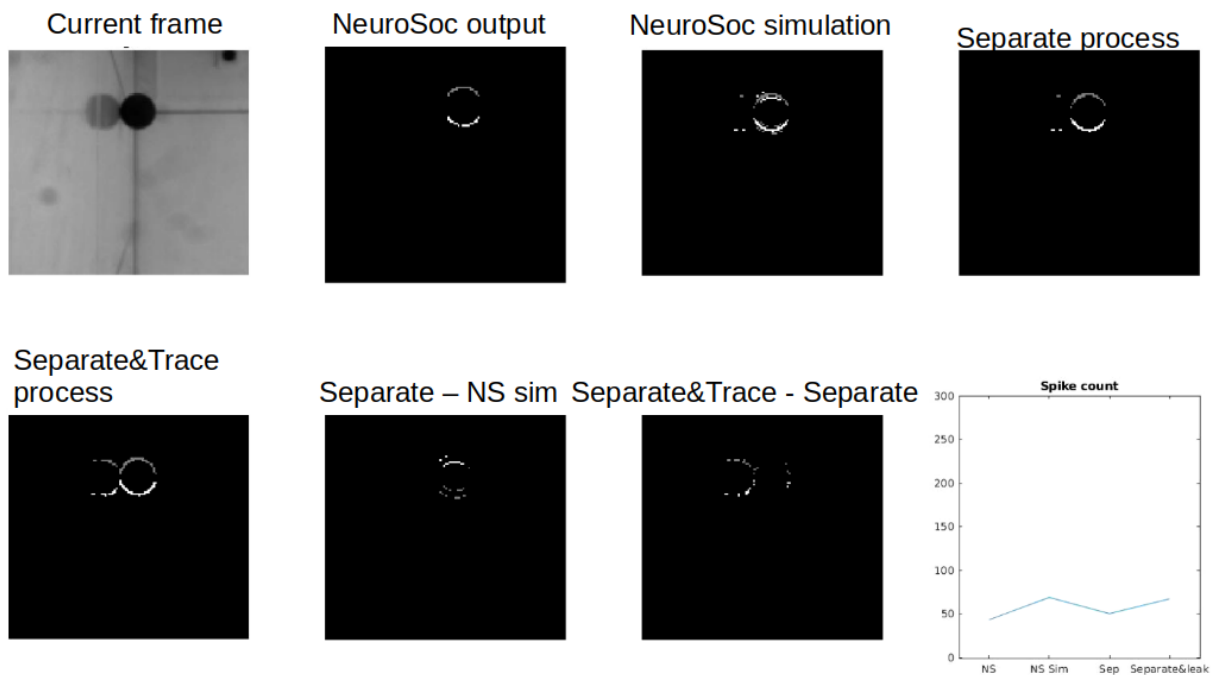 Current frame
NeuroSoc output
NeuroSoc simulation
Separate process
Separate&Trace
process
Separate – NS sim
Separate&Trace - Separate
Spike count
300
250
200
150
100
50
0
NS
NS Sim
Sep
Separate&leak